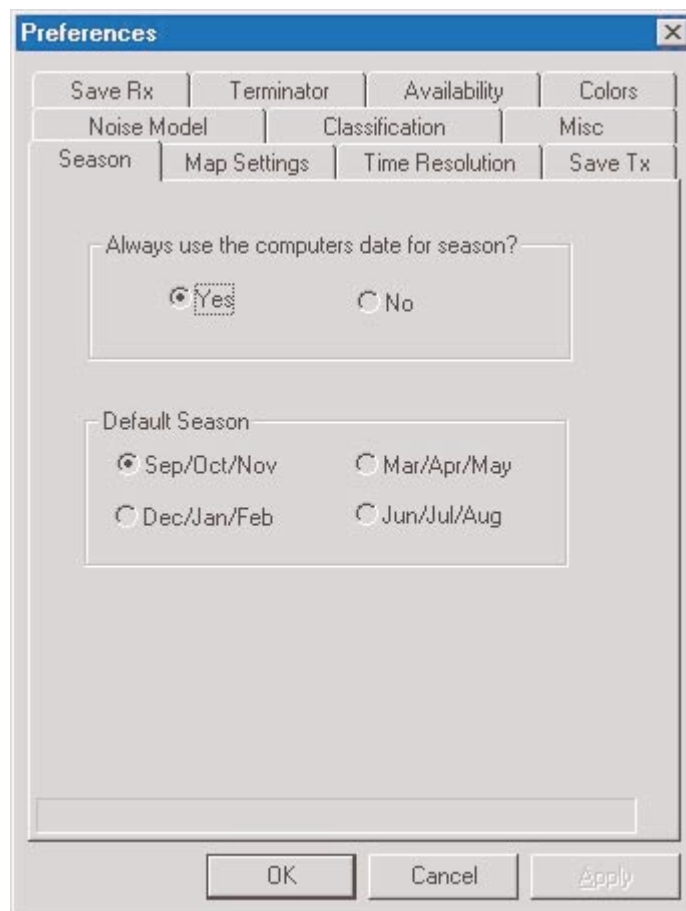 Preferences
Save Rx Terminator Availability Colors
Noise Model Classification Misc
Season Map Settings Time Resolution Save Tx
Always use the computers date for season?
Yes No
Default Season
Sep/Oct/Nov Mar/Apr/May
Dec/Jan/Feb Jun/Jul/Aug
OK Cancel Apply